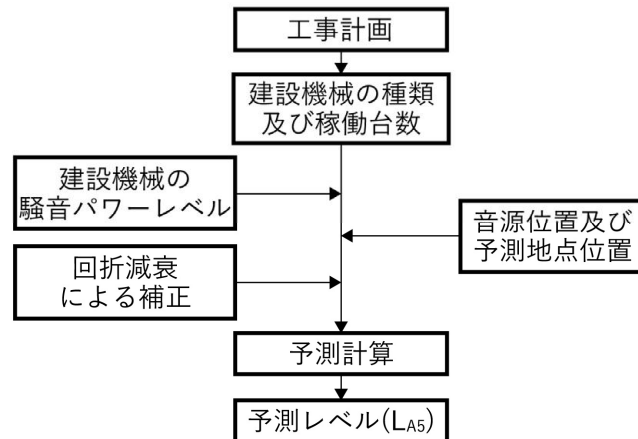 工事計画
建設機械の種類
及び稼働台数
建設機械の
騒音パワーレベル
音源位置及び
予測地点位置
回折減衰
による補正
予測計算
予測レベル(LA5)